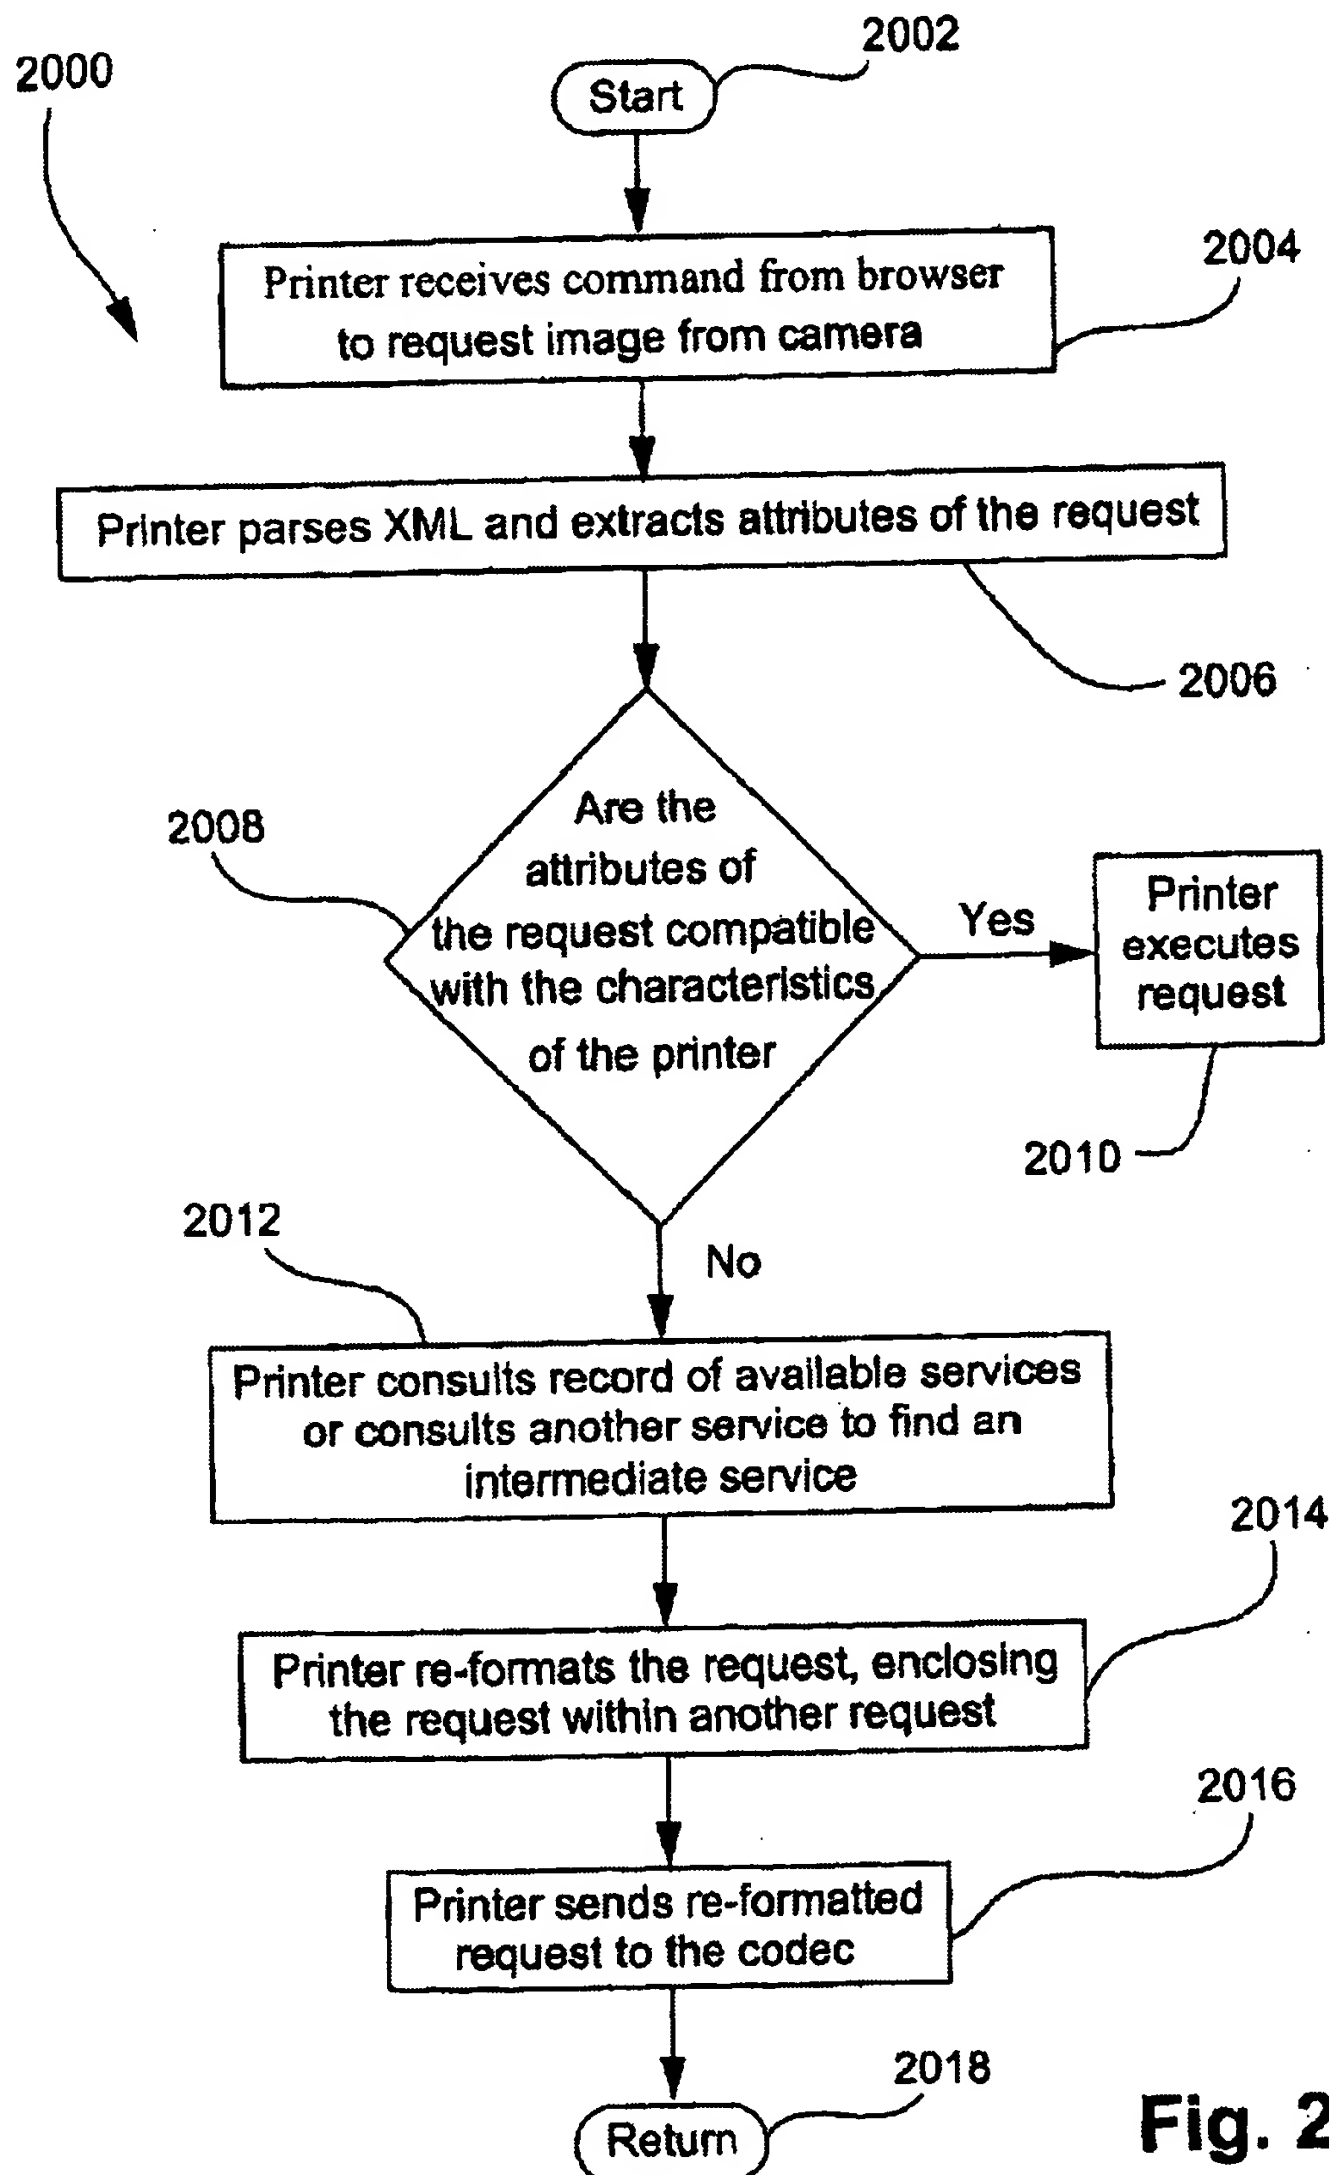 2002
2000
Start
2004
Printer receives command from browser
to request image from camera
Printer parses XML and extracts attributes of the request
2006
2008
Are the
attributes of
the request compatible
with the characteristics
of the printer
Yes
Printer
executes
request
2010
2012
No
Printer consults record of available services
or consults another service to find an
intermediate service
2014
Printer re-formats the request, enclosing
the request within another request
2016
Printer sends re-formatted
request to the codec
2018
Return
Fig. 2